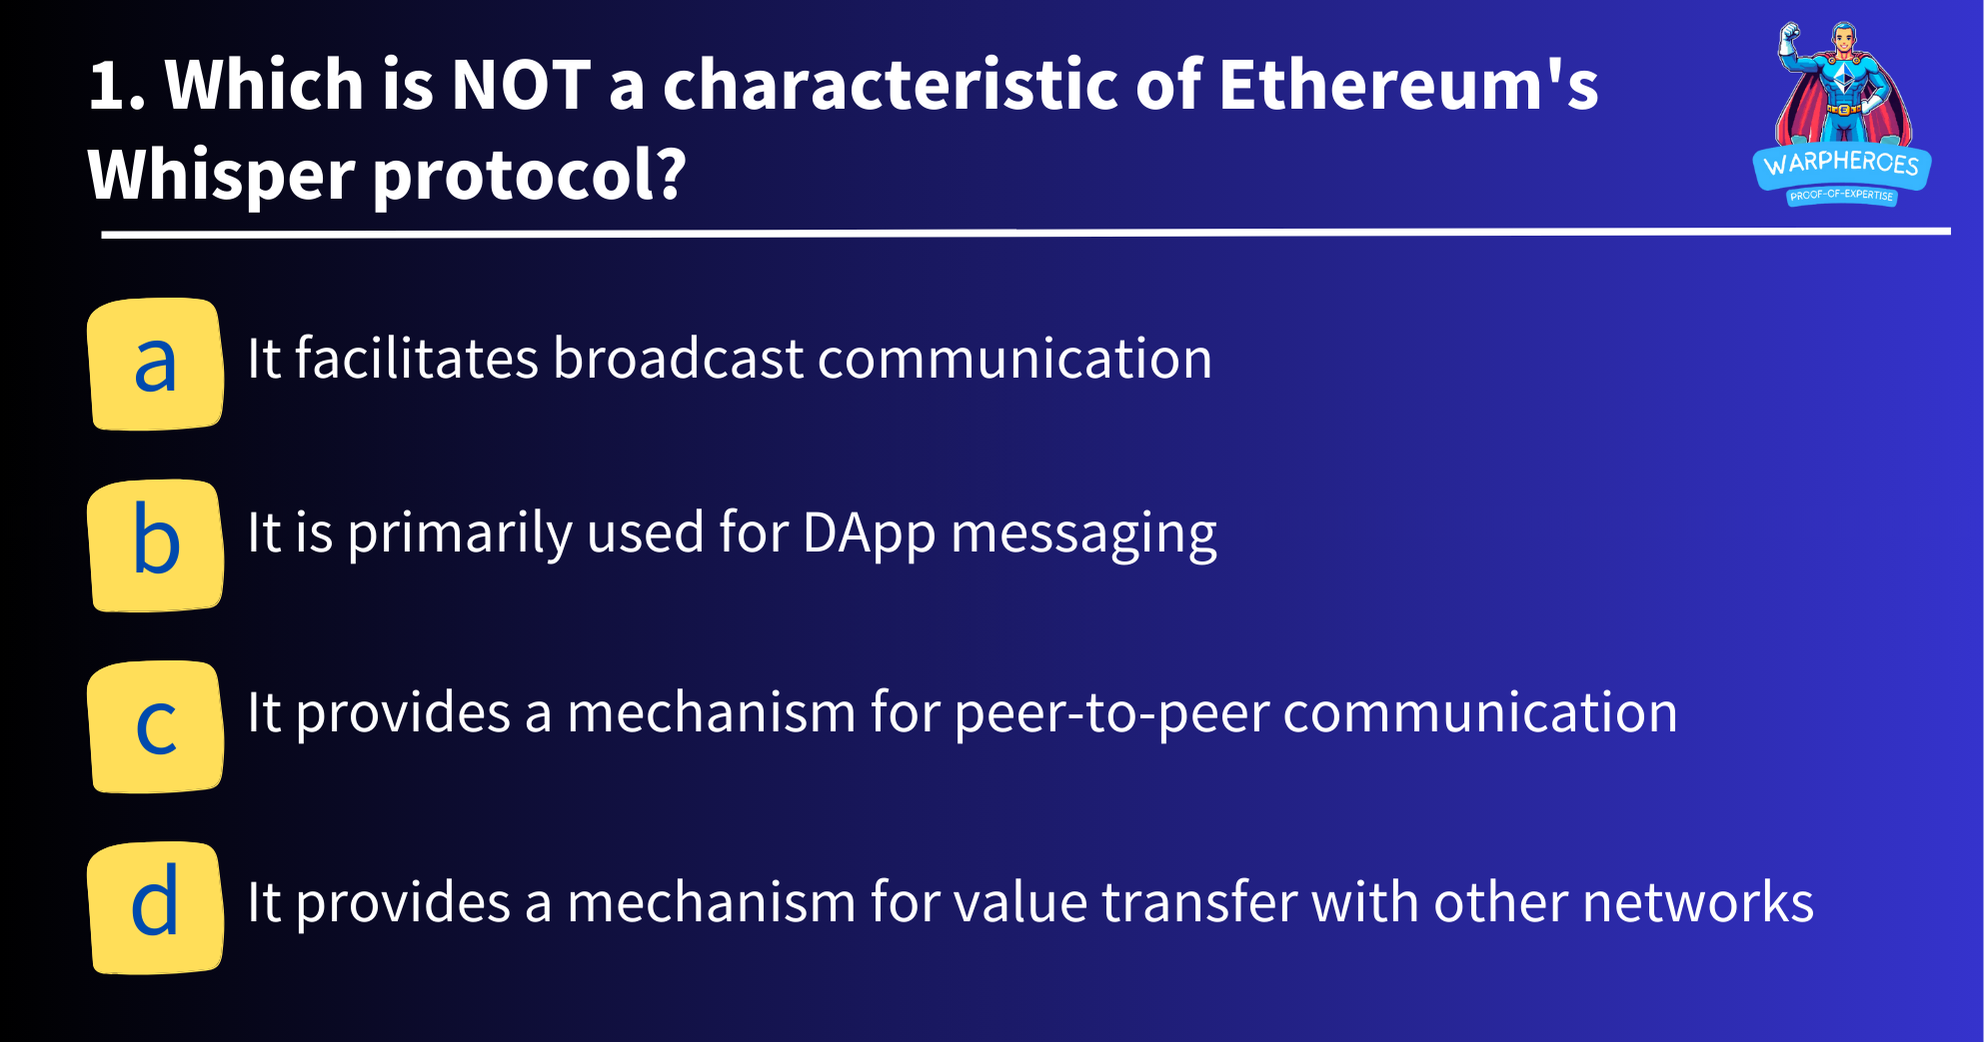 1. Which is NOT a characteristic of Ethereum's
Whisper protocol?
WARPHEROES
PROOF-OF-EXPERTISE
a
It facilitates broadcast communication
b
It is primarily used for DApp messaging
c
It provides a mechanism for peer-to-peer communication
d
It provides a mechanism for value transfer with other networks